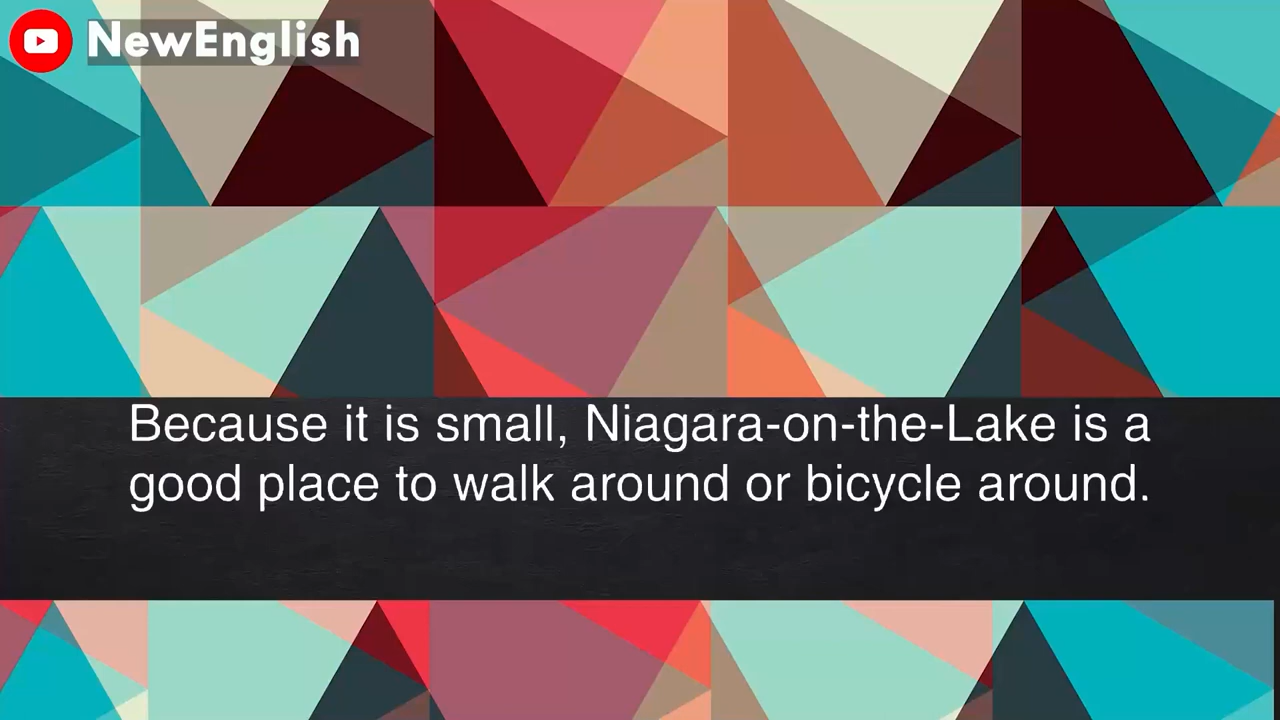 NewEnglish
Because it is small, Niagara-on-the-Lake is a
good place to walk around or bicycle around.